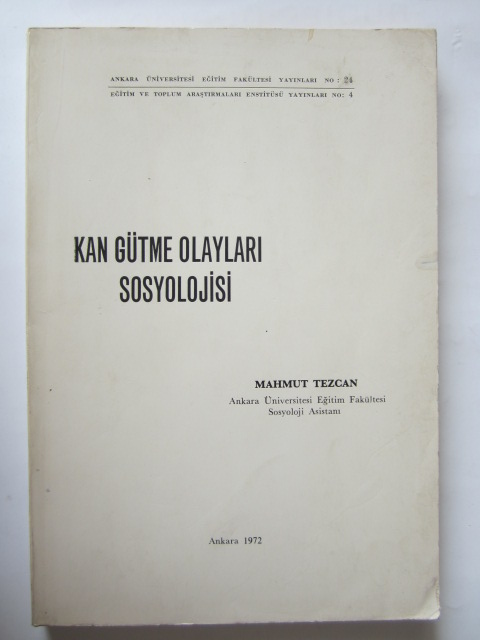 ANKARA ÜNİVERSİTESİ EĞİTİM FAKÜLTESİ YAYINLARI NO : 24
EĞİTİM VE TOPLUM ARAŞTIRMALARI ENSTİTÜSÜ YAYINLARI NO: 4
KAN GÜTME OLAYLARI
SOSYOLOJİSİ
MAHMUT TEZCAN
Ankara Üniversitesi Eğitim Fakültesi
Sosyoloji Asistanı
Ankara 1972